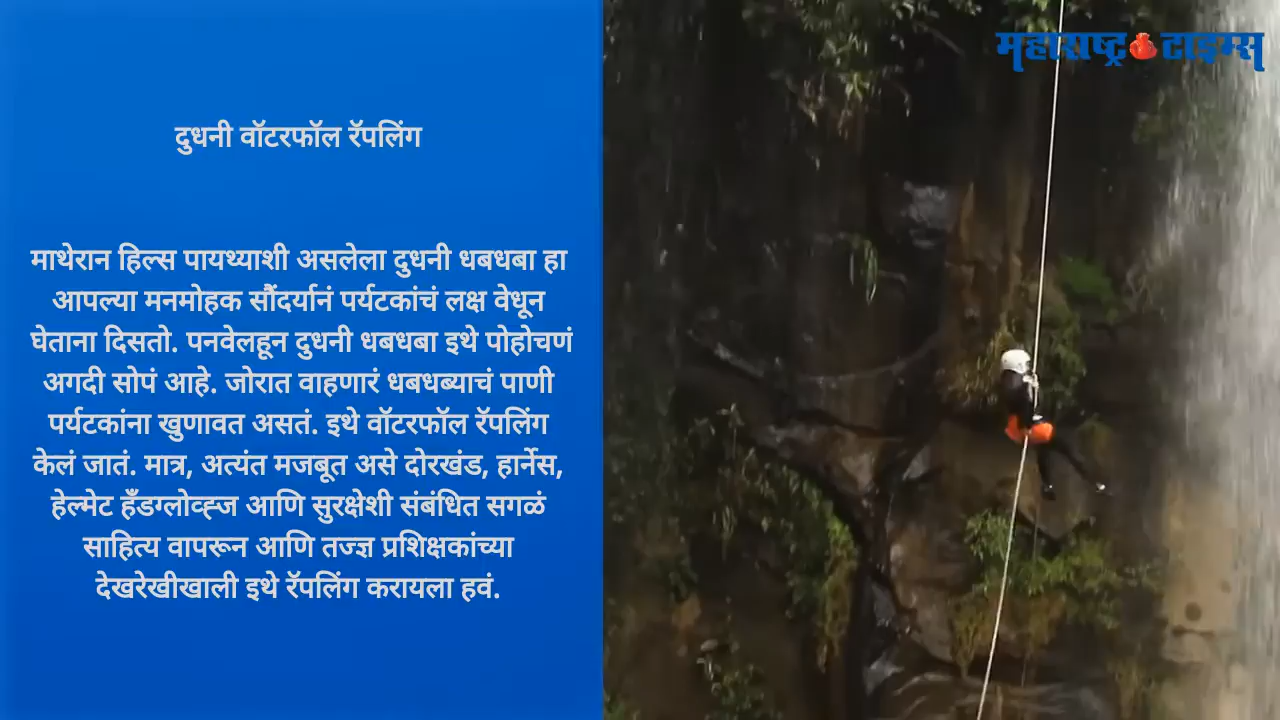 महाराष्ट्र टाइम्स
दुधनी वॉटरफॉल रॅपलिंग
माथेरान हिल्स पायथ्याशी असलेला दुधनी धबधबा हा
आपल्या मनमोहक सौंदर्यानं पर्यटकांचं लक्ष वेधून
घेताना दिसतो. पनवेलहून दुधनी धबधबा इथे पोहोचणं
अगदी सोपं आहे. जोरात वाहणारं धबधब्याचं पाणी
पर्यटकांना खुणावत असतं. इथे वॉटरफॉल रॅपलिंग
केलं जातं. मात्र, अत्यंत मजबूत असे दोरखंड, हार्नेस,
हेल्मेट हँडग्लोव्ह्ज आणि सुरक्षेशी संबंधित सगळं
साहित्य वापरून आणि तज्ज्ञ प्रशिक्षकांच्या
देखरेखीखाली इथे रॅपलिंग करायला हवं.